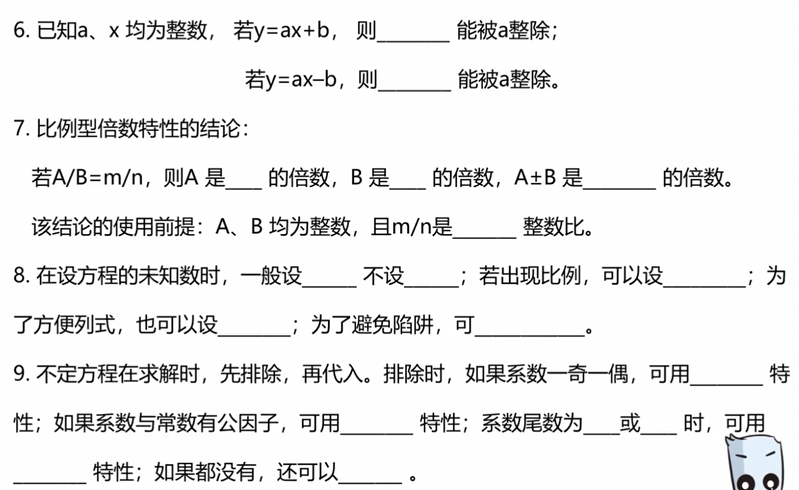 6. 已知a、x 均为整数， 若y=ax+b， 则________ 能被a整除；
若y=ax–b，则________ 能被a整除。
7. 比例型倍数特性的结论：
若A/B=m/n，则A 是____ 的倍数，B 是____ 的倍数，A±B 是________ 的倍数。
该结论的使用前提：A、B 均为整数，且m/n是_______ 整数比。
8. 在设方程的未知数时，一般设______ 不设______；若出现比例，可以设_________；为
了方便列式，也可以设________；为了避免陷阱，可____________。
9. 不定方程在求解时，先排除，再代入。排除时，如果系数一奇一偶，可用________ 特
性；如果系数与常数有公因子，可用________ 特性；系数尾数为____或____ 时，可用
________ 特性；如果都没有，还可以_______ 。